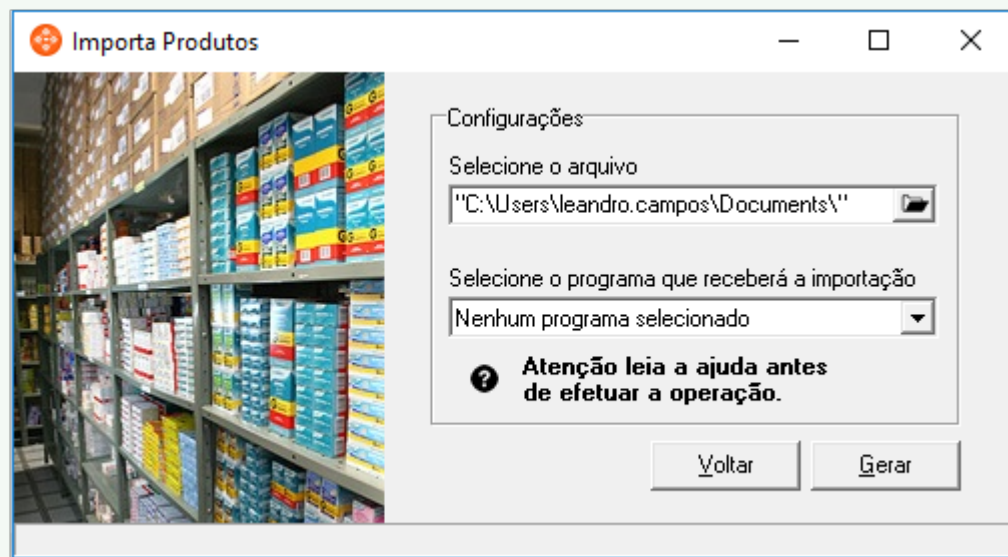 Importa Produtos
Configurações
Selecione o arquivo
"C:\Users\leandro.campos\Documents\"
Selecione o programa que receberá a importação
Nenhum programa selecionado
Atenção leia a ajuda antes
de efetuar a operação.
Voltar
Gerar